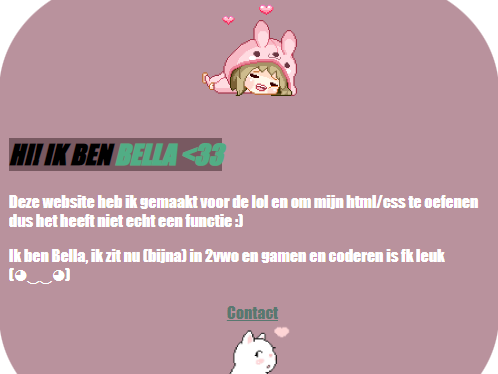 HI! IK BEN BELLA <33
Deze website heb ik gemaakt voor de lol en om mijn html/css te oefenen
dus het heeft niet echt een functie :)
Ik ben Bella, ik zit nu (bijna) in 2vwo en gamen en coderen is fk leuk
(◕‿‿◕)
Contact